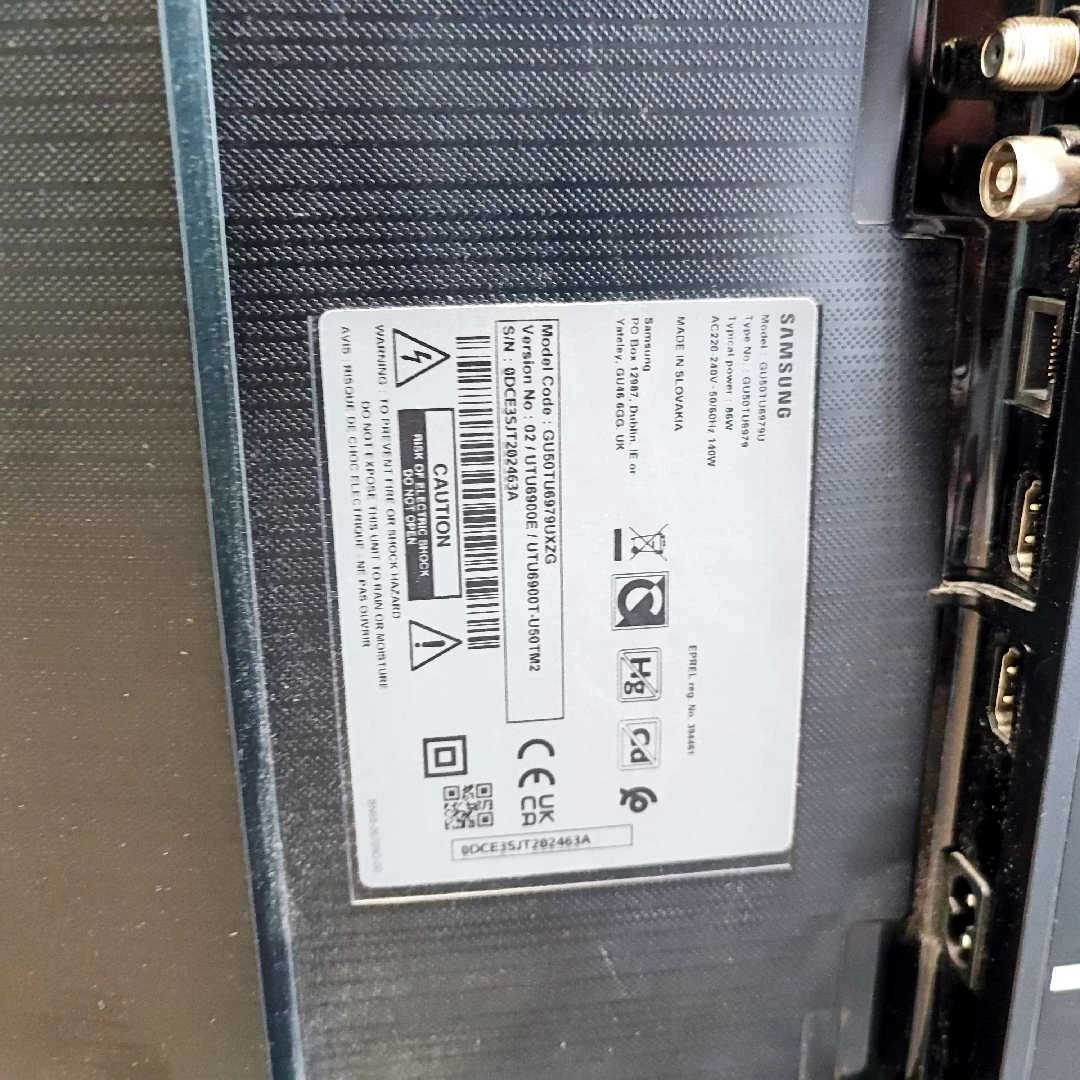 SAMSUNG
Model : GU50TU6979U
Type No : GU50TU6979
Typical power : 86W
AC220-240V~50/60Hz 140W
MADE IN SLOVAKIA
EPREL reg. No. 394461
Samsung
PO Box 12987, Dublin. IE or
Yateley, GU46 6GG. UK
Hg
Cd
Model Code : GU50TU6979UXZG
Version No : 02 / UTU6900E / UTU6900T-U50TM2
S/N : 0DCE3SJT202463A
CE
UK
CA
0DCE3SJT202463A
CAUTION
RISK OF ELECTRIC SHOCK
DO NOT OPEN
WARNING : TO PREVENT FIRE OR SHOCK HAZARD
DO NOT EXPOSE THIS UNIT TO RAIN OR MOISTURE
AVIS : RISQUE DE CHOC ELECTRIQUE - NE PAS OUVRIR